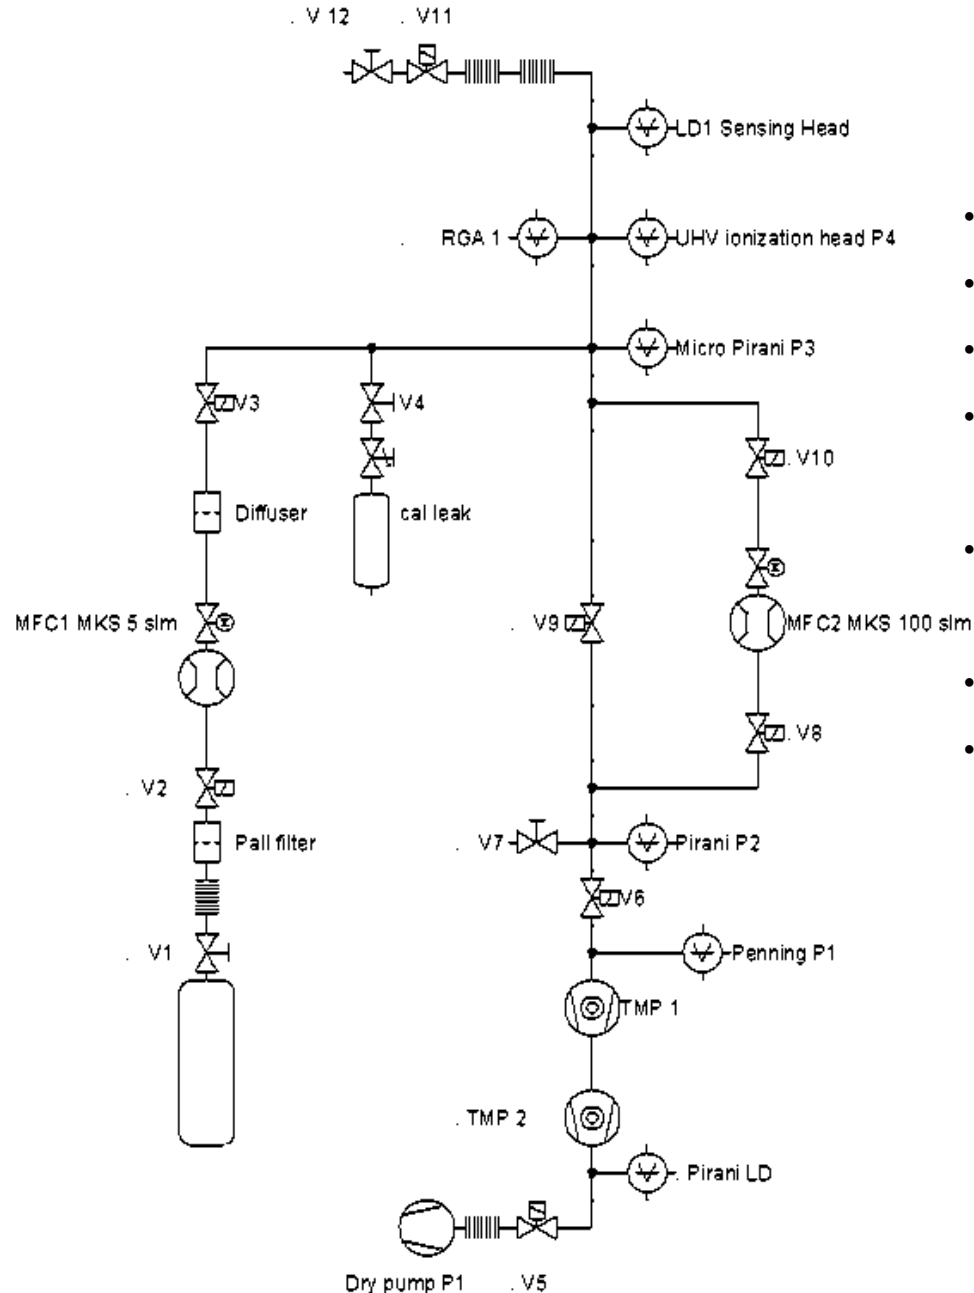 . V 12 . V11
LD1 Sensing Head
. RGA 1 UHV ionization head P4
Micro Pirani P3
V3 V4
. V10
Diffuser cal leak
MFC1 MKS 5 slm . V9 MFC2 MKS 100 slm
. V8
. V2
Pall filter . V7 Pirani P2
V6
. V1 Penning P1
TMP 1
. TMP 2
. Pirani LD
Dry pump P1 . V5